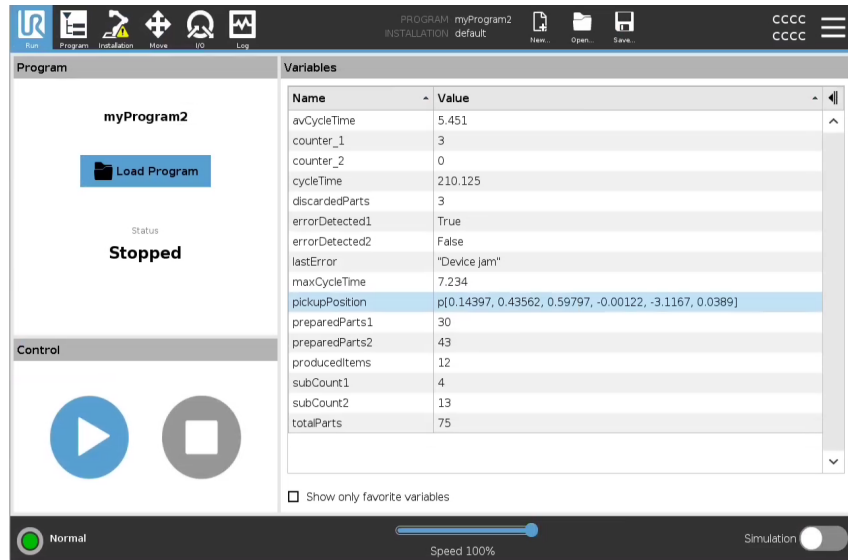 UR
PROGRAM myProgram2
INSTALLATION default
CCCC
CCCC
Run Program Installation Move I/O Log
New... Open... Save...
Program
myProgram2
Load Program
Status
Stopped
Control
Variables
Name Value
avCycleTime 5.451
counter_1 3
counter_2 0
cycleTime 210.125
discardedParts 3
errorDetected1 True
errorDetected2 False
lastError "Device jam"
maxCycleTime 7.234
pickupPosition p[0.14397, 0.43562, 0.59797, -0.00122, -3.1167, 0.0389]
preparedParts1 30
preparedParts2 43
producedItems 12
subCount1 4
subCount2 13
totalParts 75
Show only favorite variables
Normal
Speed 100%
Simulation